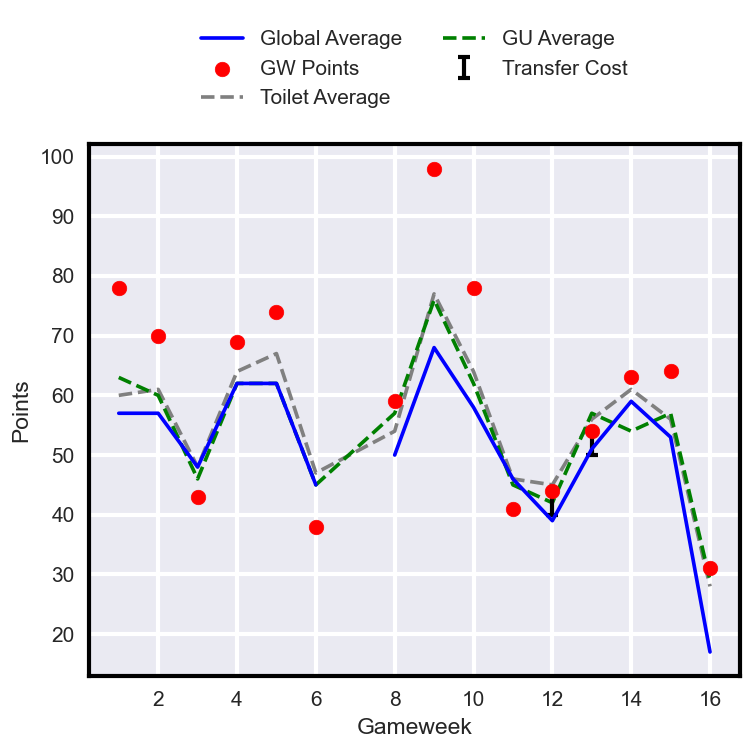 Global Average
GW Points
Toilet Average
GU Average
Transfer Cost
100
90
80
70
60
50
40
30
20
Points
2 4 6 8 10 12 14 16
Gameweek